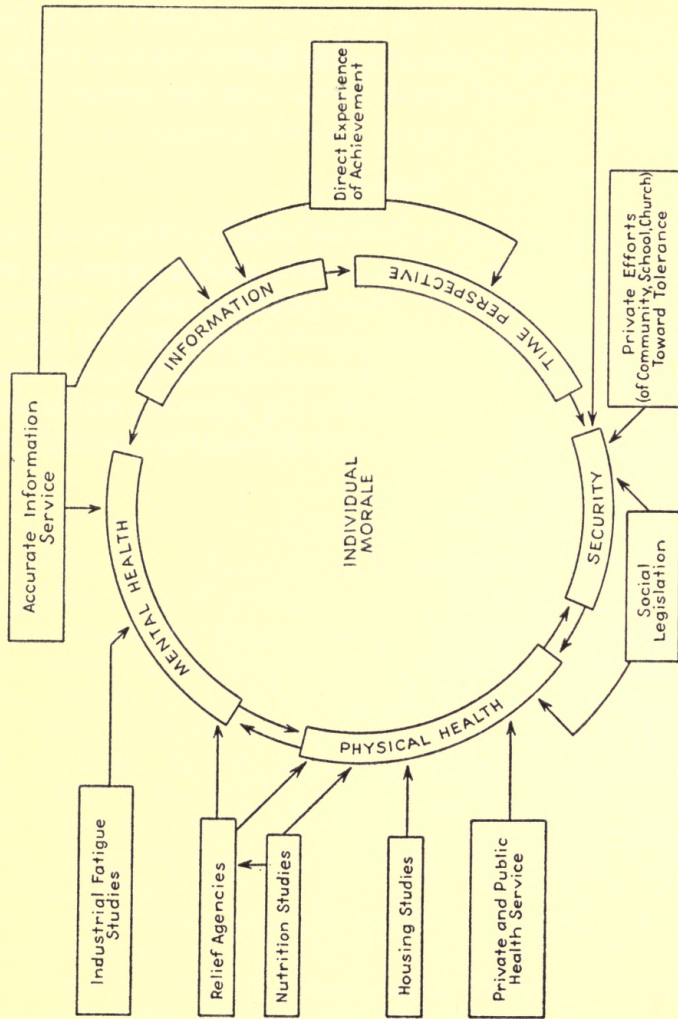 Accurate Information
Service
Industrial Fatigue
Studies
Relief Agencies
Nutrition Studies
Housing Studies
Private and Public
Health Service
Social
Legislation
Private Efforts
(of Community, School, Church)
Toward Tolerance
Direct Experience
of Achievement
INFORMATION
TIME PERSPECTIVE
SECURITY
PHYSICAL HEALTH
MENTAL HEALTH
INDIVIDUAL
MORALE